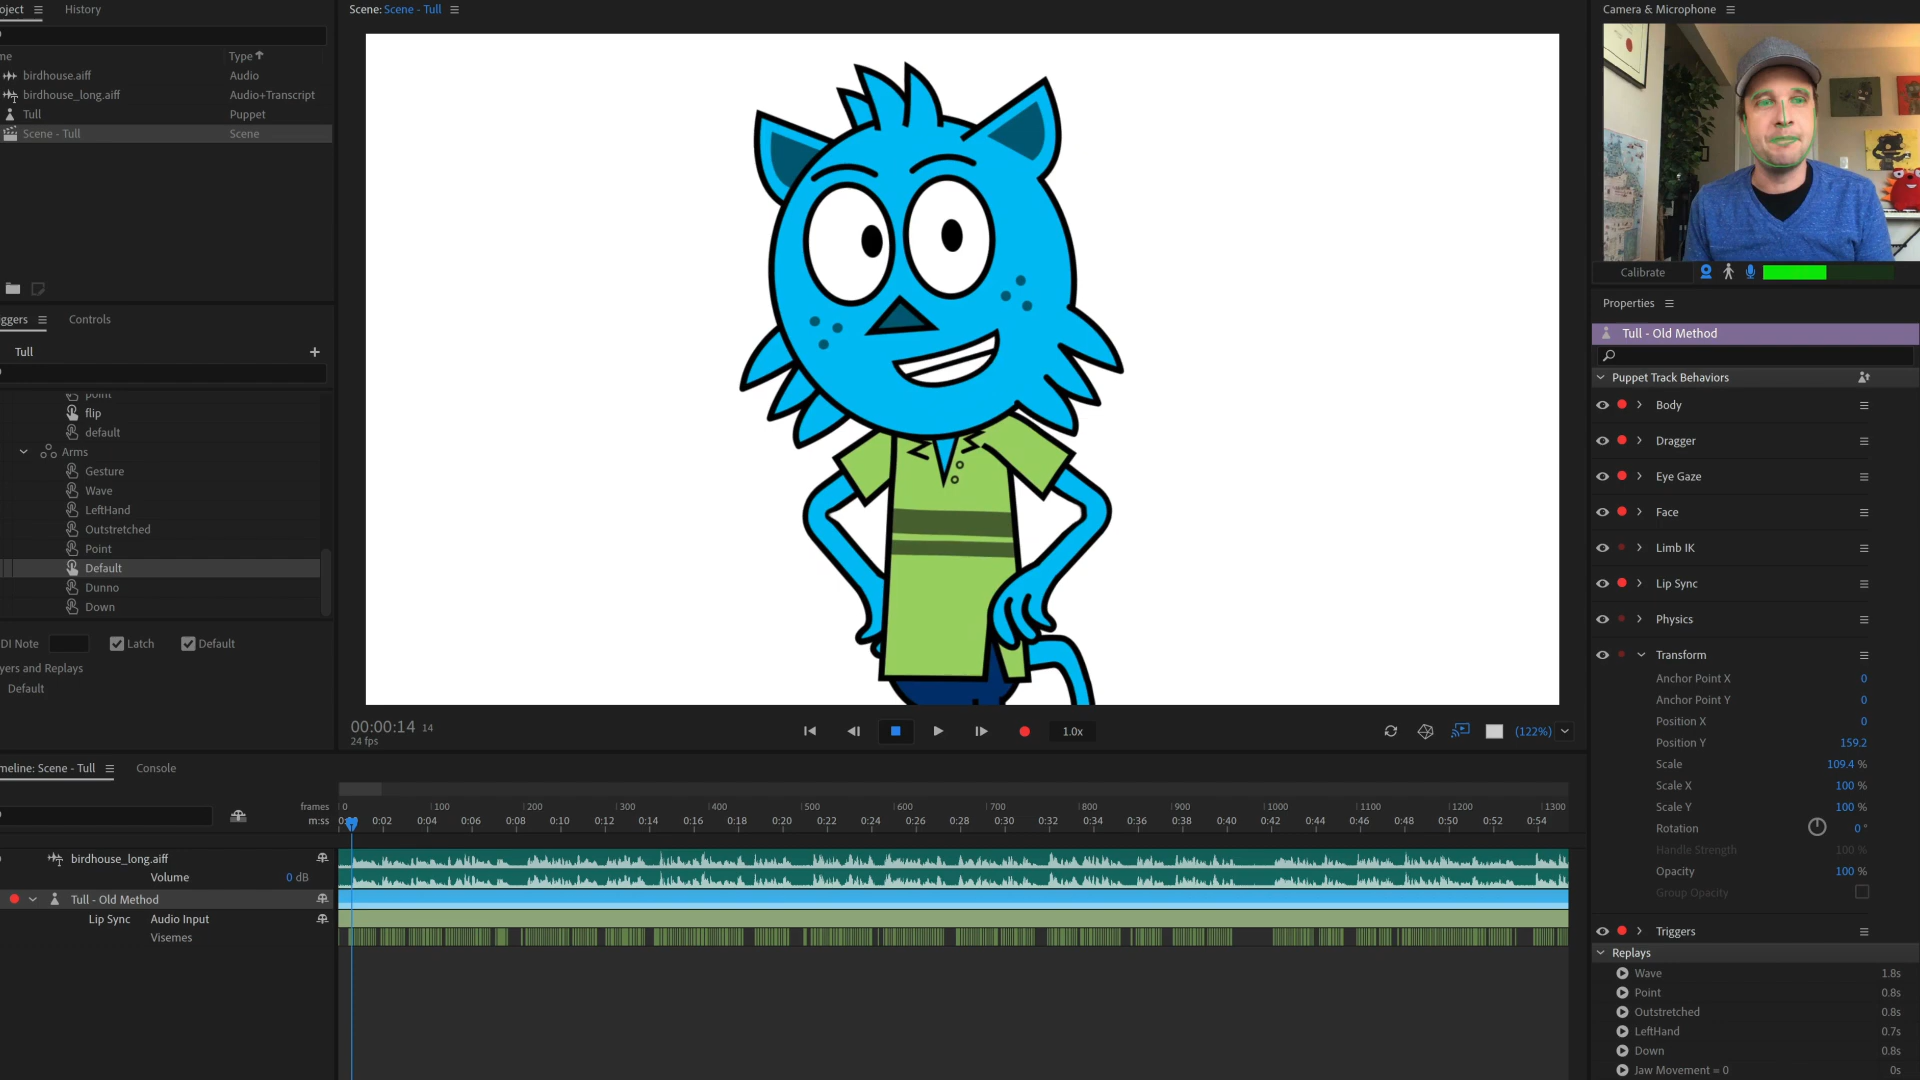 oject
History
Scene: Scene - Tull
Camera & Microphone
me
Type
birdhouse.aiff Audio
birdhouse_long.aiff Audio+Transcript
Tull Puppet
Scene - Tull Scene
Calibrate
Properties
Tull - Old Method
Puppet Track Behaviors
Body
Dragger
Eye Gaze
Face
Limb IK
Lip Sync
Physics
Transform
Anchor Point X 0
Anchor Point Y 0
Position X 0
Position Y 159.2
Scale 109.4 %
Scale X 100 %
Scale Y 100 %
Rotation 0 °
Handle Strength 100 %
Opacity 100 %
Group Opacity
Triggers
Replays
Wave 1.8s
Point 0.8s
Outstretched 0.8s
LeftHand 0.7s
Down 0.8s
Jaw Movement = 0 0s
ggers
Controls
Tull
point
flip
default
Arms
Gesture
Wave
LeftHand
Outstretched
Point
Default
Dunno
Down
DI Note Latch Default
yers and Replays
Default
00:00:14 14
24 fps
1.0x
(122%)
meline: Scene - Tull
Console
frames 0 100 200 300 400 500 600 700 800 900 1000 1100 1200 1300
m:ss 0:02 0:04 0:06 0:08 0:10 0:12 0:14 0:16 0:18 0:20 0:22 0:24 0:26 0:28 0:30 0:32 0:34 0:36 0:38 0:40 0:42 0:44 0:46 0:48 0:50 0:52 0:54
birdhouse_long.aiff
Volume 0 dB
Tull - Old Method
Lip Sync Audio Input
Visemes